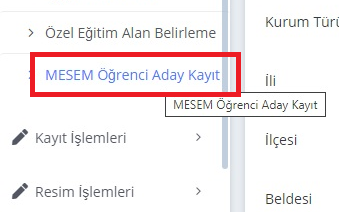 Özel Eğitim Alan Belirleme
MESEM Öğrenci Aday Kayıt
MESEM Öğrenci Aday Kayıt
Kayıt İşlemleri
Resim İşlemleri
Kurum Türü
İli
İlçesi
Beldesi